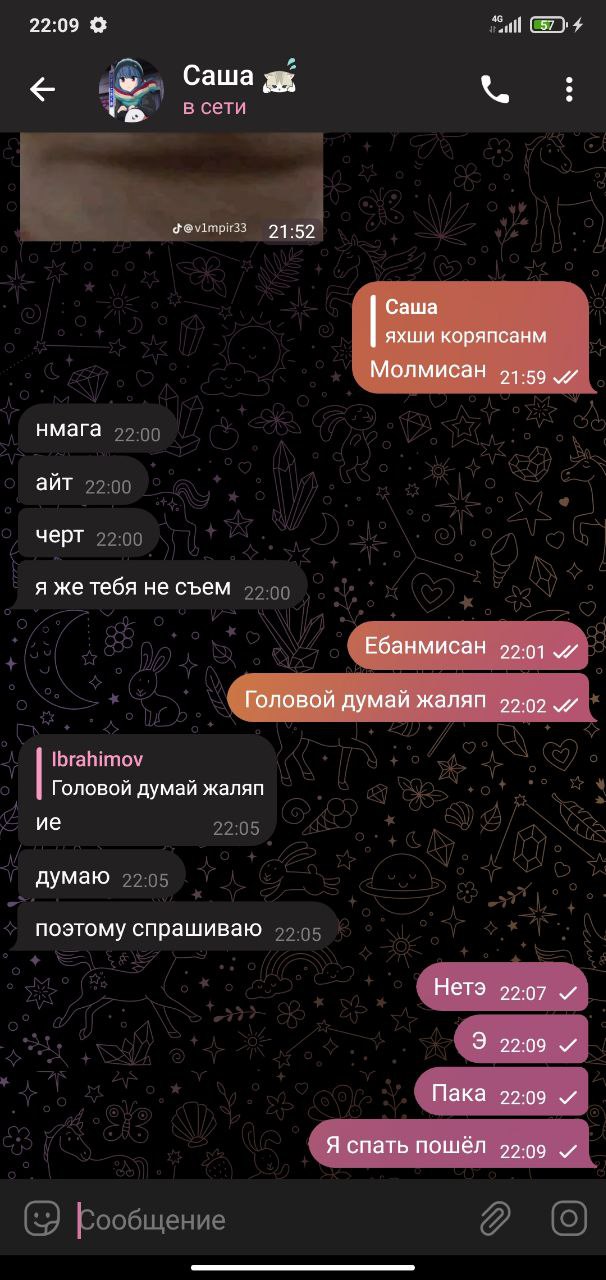 22:09
4G
57
Саша
в сети
@v1mpir33
21:52
Саша
яхши коряпсанм
Молмисан 21:59
нмага 22:00
айт 22:00
черт 22:00
я же тебя не съем 22:00
Ебанмисан 22:01
Головой думай жаляп 22:02
Ibrahimov
Головой думай жаляп
ие 22:05
думаю 22:05
поэтому спрашиваю 22:05
Нетэ 22:07
Э 22:09
Пака 22:09
Я спать пошёл 22:09
Сообщение